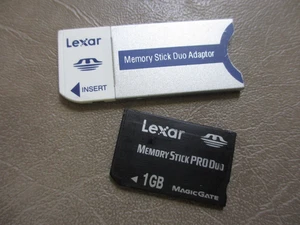 Lexar
Memory Stick Duo Adaptor
INSERT
Lexar
MEMORY STICK PRO DUO
1GB
MAGICGATE